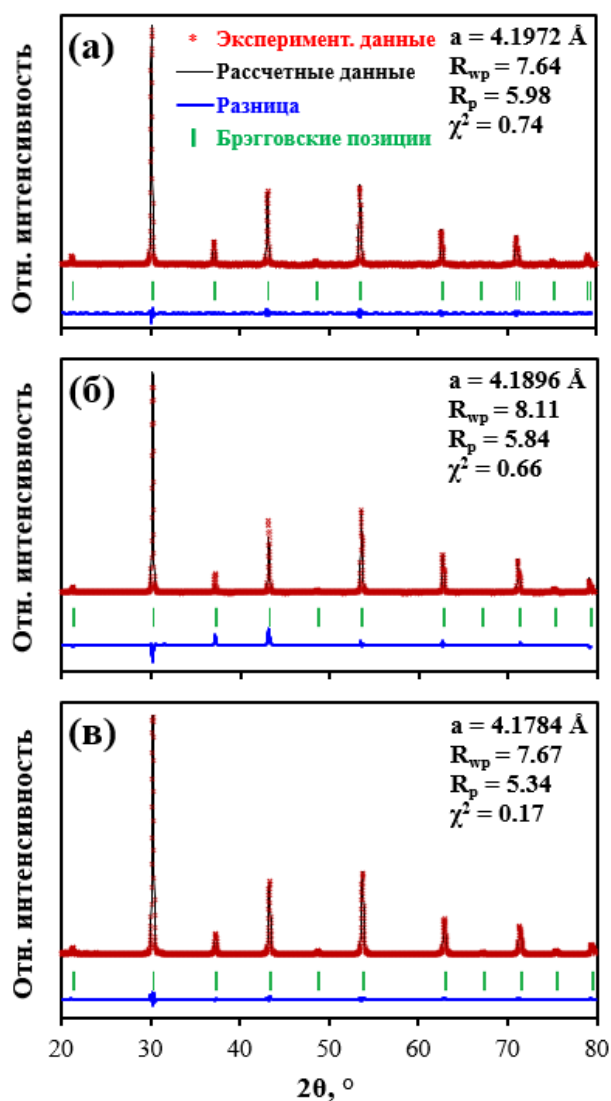 (а)
* Эксперимент. данные
Рассчетные данные
Разница
Брэгговские позиции
a = 4.1972 Å
Rwp = 7.64
Rp = 5.98
χ² = 0.74
Отн. интенсивность
(б)
a = 4.1896 Å
Rwp = 8.11
Rp = 5.84
χ² = 0.66
Отн. интенсивность
(в)
a = 4.1784 Å
Rwp = 7.67
Rp = 5.34
χ² = 0.17
Отн. интенсивность
20 30 40 50 60 70 80
2θ, °